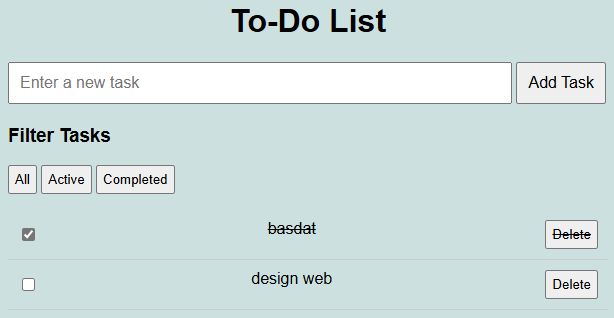 To-Do List
Enter a new task Add Task
Filter Tasks
All Active Completed
basdat Delete
design web Delete